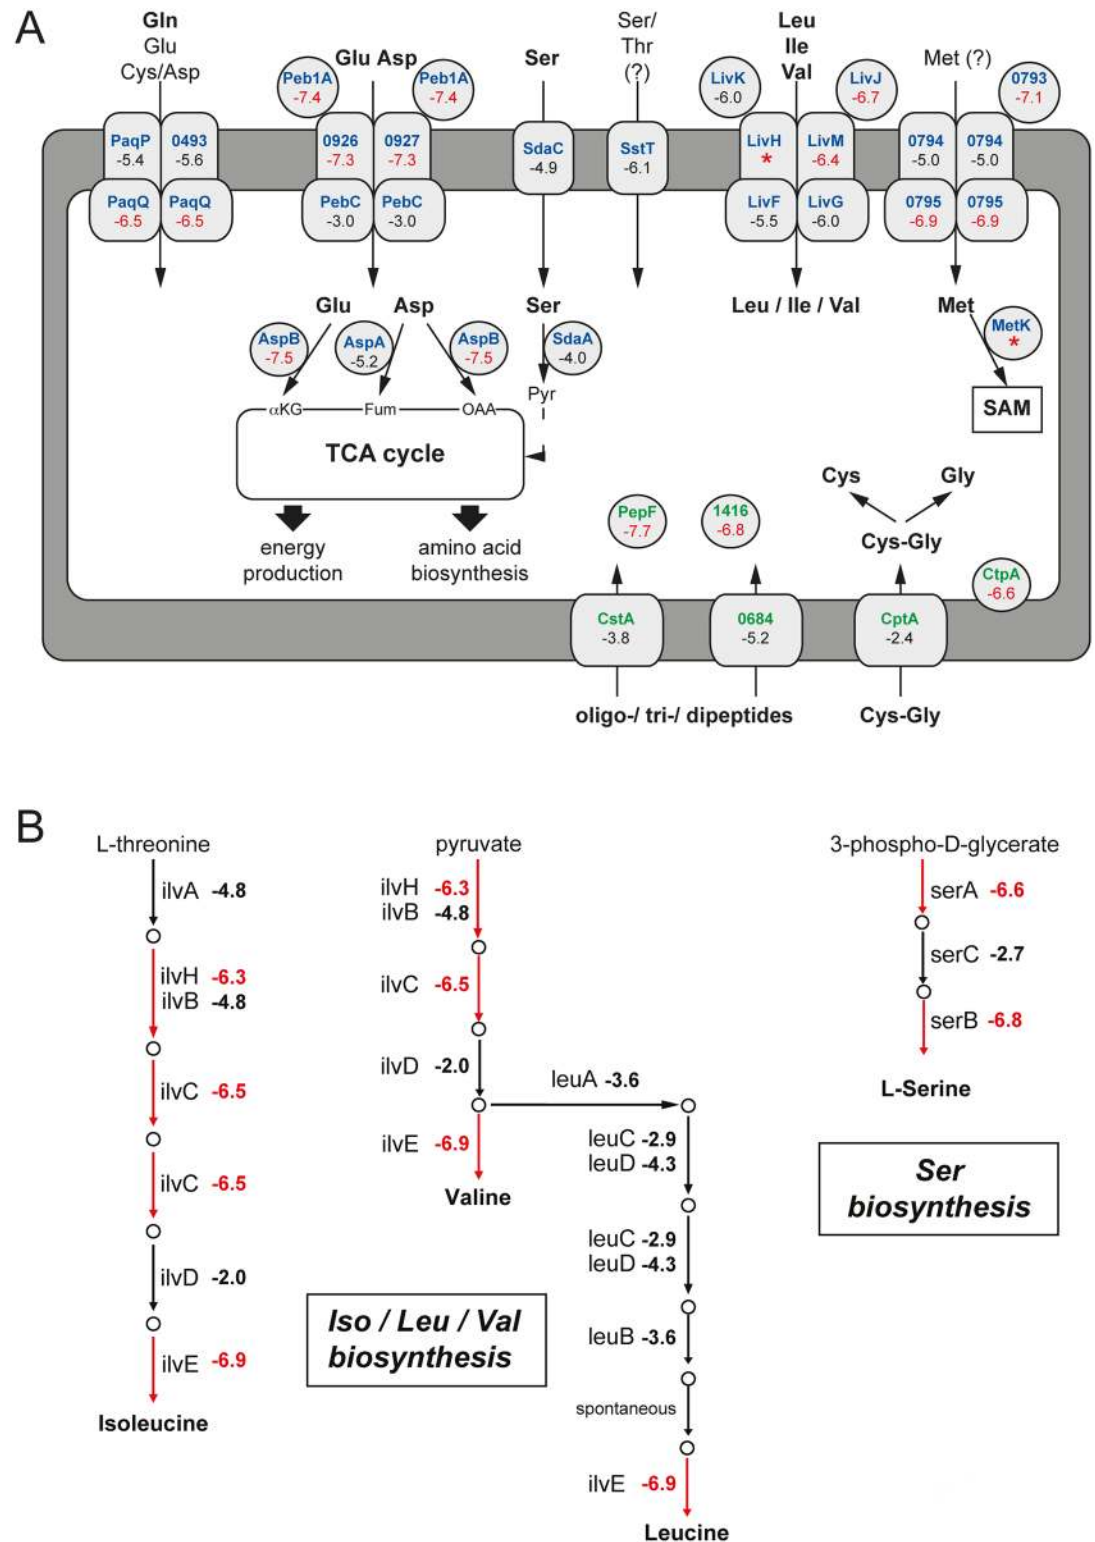 A
Gln
Glu
Cys/Asp
PaqP
-5.4
0493
-5.6
PaqQ
-6.5
PaqQ
-6.5
Glu Asp
Peb1A
-7.4
Peb1A
-7.4
0926
-7.3
0927
-7.3
PebC
-3.0
PebC
-3.0
Ser
SdaC
-4.9
Ser/
Thr
(?)
SstT
-6.1
Leu
Ile
Val
LivK
-6.0
LivJ
-6.7
LivH
*
LivM
-6.4
LivF
-5.5
LivG
-6.0
Met (?)
0793
-7.1
0794
-5.0
0794
-5.0
0795
-6.9
0795
-6.9
Glu
Asp
Ser
Leu / Ile / Val
Met
AspB
-7.5
AspA
-5.2
AspB
-7.5
SdaA
-4.0
MetK
*
Pyr
SAM
αKG
Fum
OAA
TCA cycle
energy
production
amino acid
biosynthesis
Cys
Gly
Cys-Gly
PepF
-7.7
1416
-6.8
CtpA
-6.6
CstA
-3.8
0684
-5.2
CptA
-2.4
oligo-/ tri-/ dipeptides
Cys-Gly
B
L-threonine
ilvA -4.8
ilvH -6.3
ilvB -4.8
ilvC -6.5
ilvC -6.5
ilvD -2.0
ilvE -6.9
Isoleucine
pyruvate
ilvH -6.3
ilvB -4.8
ilvC -6.5
ilvD -2.0
ilvE -6.9
Valine
leuA -3.6
leuC -2.9
leuD -4.3
leuC -2.9
leuD -4.3
leuB -3.6
spontaneous
ilvE -6.9
Leucine
Iso / Leu / Val
biosynthesis
3-phospho-D-glycerate
serA -6.6
serC -2.7
serB -6.8
L-Serine
Ser
biosynthesis